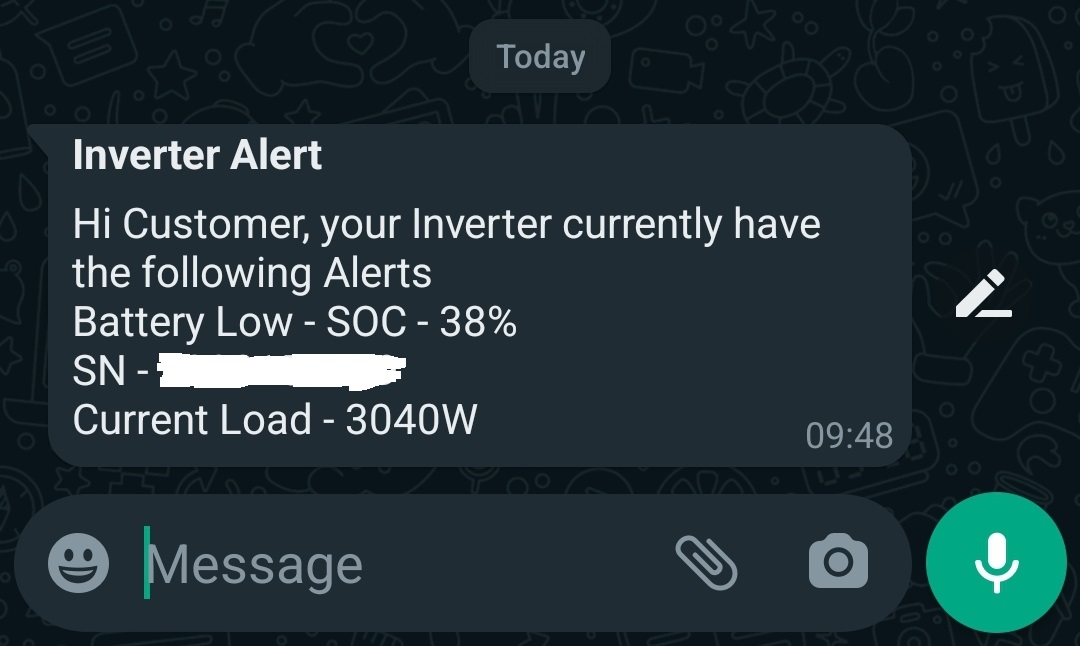 Today
Inverter Alert
Hi Customer, your Inverter currently have
the following Alerts
Battery Low - SOC - 38%
SN -
Current Load - 3040W
09:48
Message